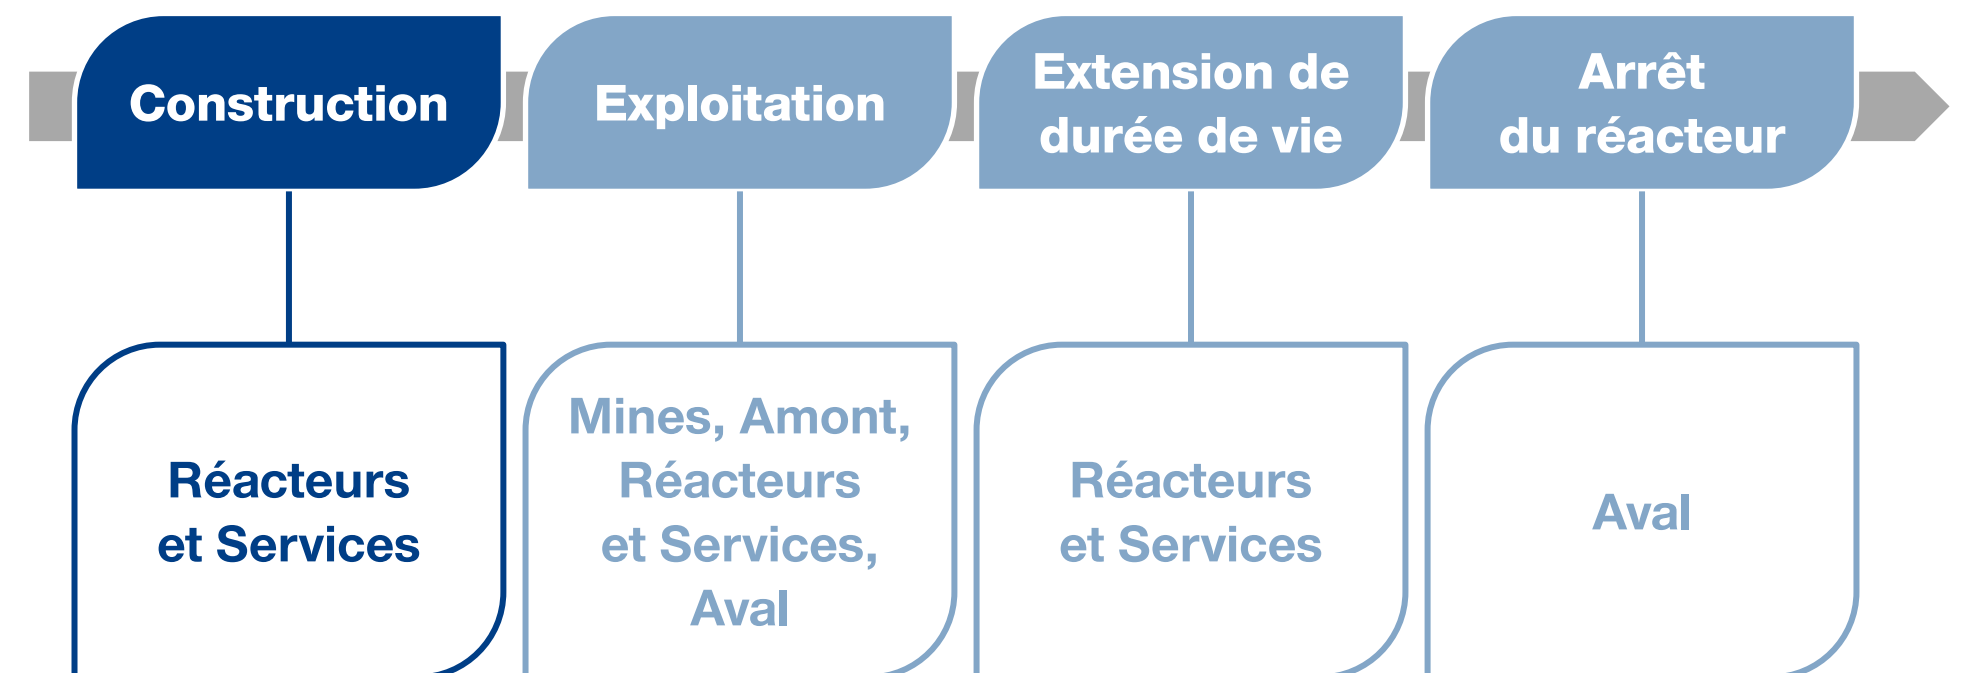 Construction
Exploitation
Extension de
durée de vie
Arrêt
du réacteur
Réacteurs
et Services
Mines, Amont,
Réacteurs
et Services,
Aval
Réacteurs
et Services
Aval